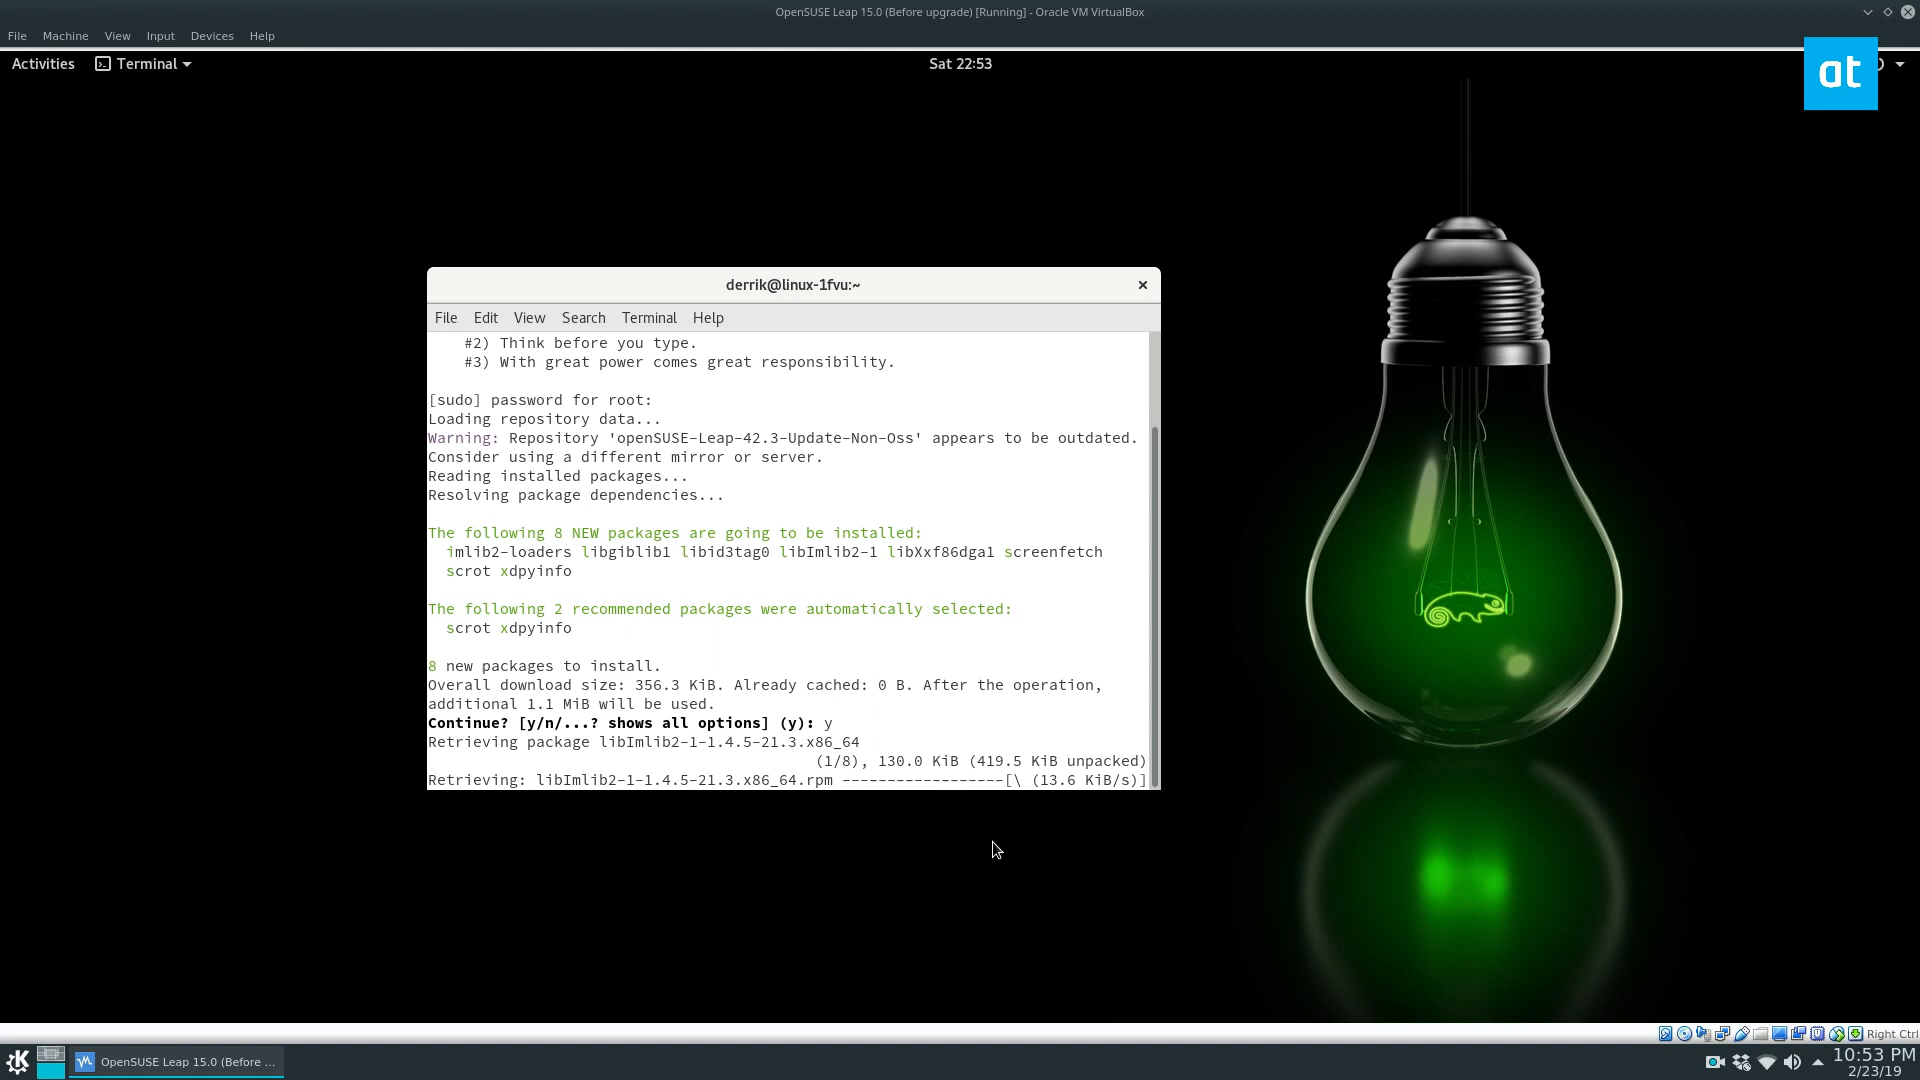 OpenSUSE Leap 15.0 (Before upgrade) [Running] - Oracle VM VirtualBox
File Machine View Input Devices Help
Activities Terminal Sat 22:53
at
derrik@linux-1fvu:~
File Edit View Search Terminal Help
#2) Think before you type.
#3) With great power comes great responsibility.
[sudo] password for root:
Loading repository data...
Warning: Repository 'openSUSE-Leap-42.3-Update-Non-Oss' appears to be outdated.
Consider using a different mirror or server.
Reading installed packages...
Resolving package dependencies...
The following 8 NEW packages are going to be installed:
imlib2-loaders libgiblib1 libid3tag0 libImlib2-1 libXxf86dga1 screenfetch
scrot xdpyinfo
The following 2 recommended packages were automatically selected:
scrot xdpyinfo
8 new packages to install.
Overall download size: 356.3 KiB. Already cached: 0 B. After the operation,
additional 1.1 MiB will be used.
Continue? [y/n/...? shows all options] (y): y
Retrieving package libImlib2-1-1.4.5-21.3.x86_64
(1/8), 130.0 KiB (419.5 KiB unpacked)
Retrieving: libImlib2-1-1.4.5-21.3.x86_64.rpm ------------------[\ (13.6 KiB/s)]
Right Ctrl
OpenSUSE Leap 15.0 (Before ...
10:53 PM
2/23/19